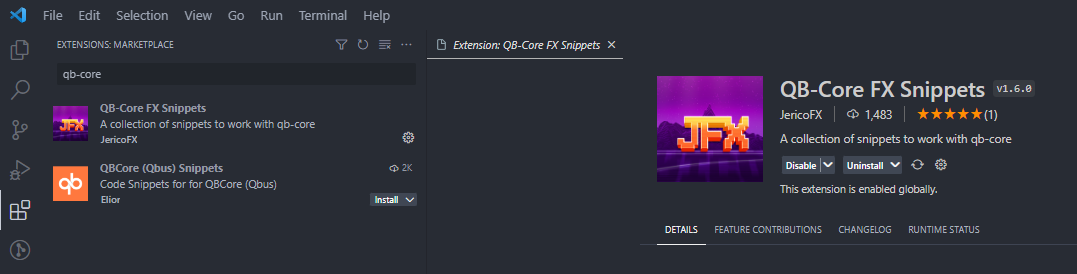 File Edit Selection View Go Run Terminal Help
EXTENSIONS: MARKETPLACE
Extension: QB-Core FX Snippets
qb-core
QB-Core FX Snippets
A collection of snippets to work with qb-core
JericoFX
QBCore (Qbus) Snippets 2K
Code Snippets for for QBCore (Qbus)
Elior Install
qb
JFX
JFX
QB-Core FX Snippets v1.6.0
JericoFX 1,483 (1)
A collection of snippets to work with qb-core
Disable Uninstall
This extension is enabled globally.
DETAILS FEATURE CONTRIBUTIONS CHANGELOG RUNTIME STATUS